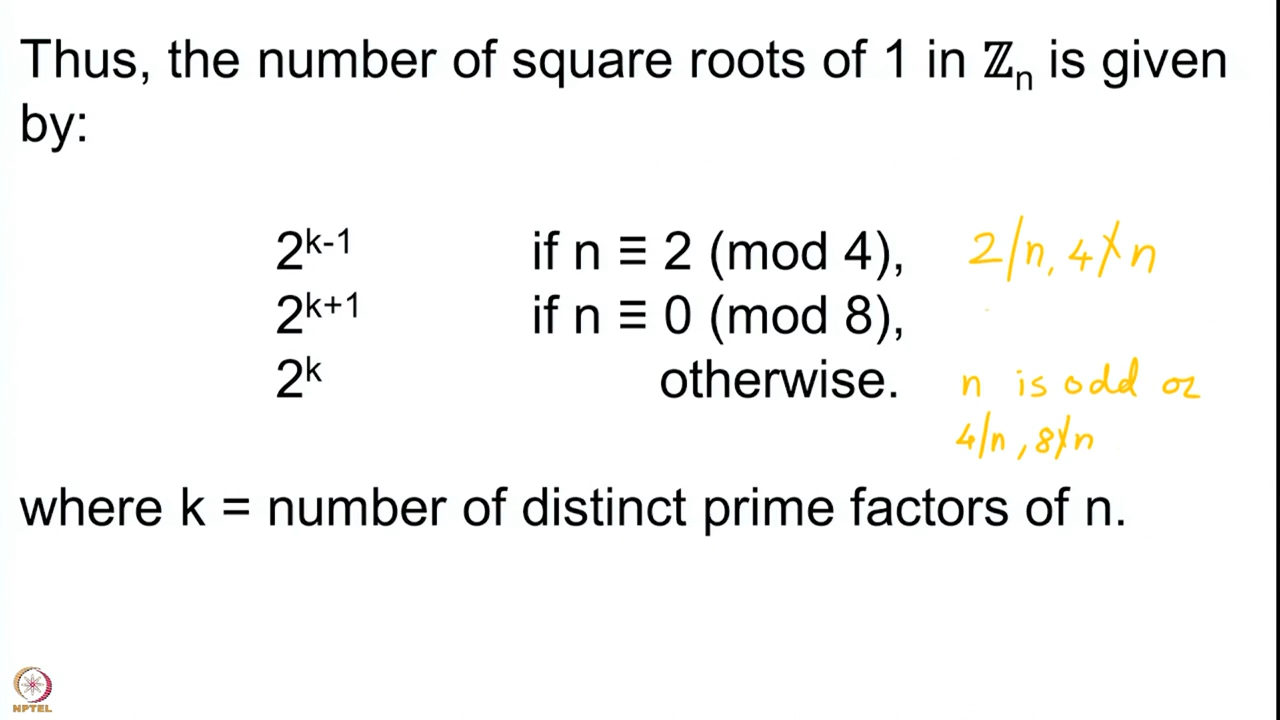 Thus, the number of square roots of 1 in ℤₙ is given
by:
2^{k-1} if n ≡ 2 (mod 4), 2|n, 4∤n
2^{k+1} if n ≡ 0 (mod 8),
2^k otherwise. n is odd or
4|n, 8∤n
where k = number of distinct prime factors of n.
NPTEL